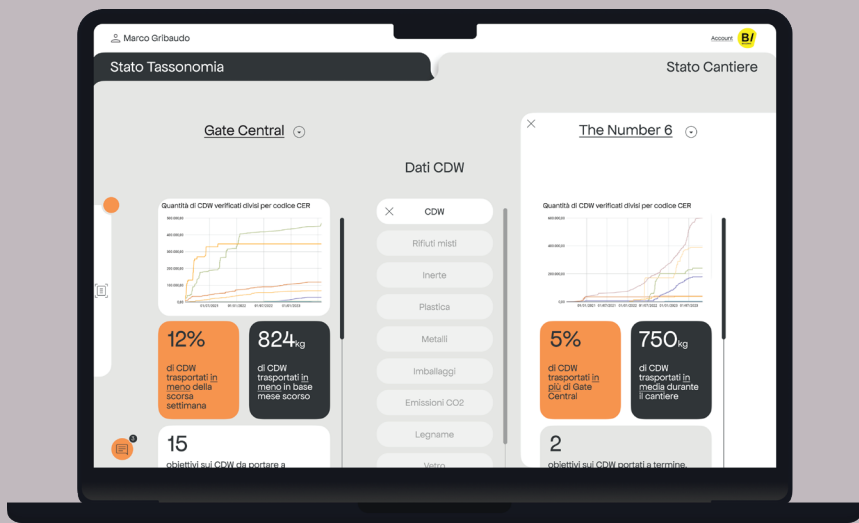 Marco Gribaudo
Account
B/
Stato Tassonomia
Stato Cantiere
Gate Central
Dati CDW
The Number 6
Quantità di CDW verificati divisi per codice CER
CDW
Rifiuti misti
Inerte
Plastica
Metalli
Imballaggi
Emissioni CO2
Legname
Vetro
Quantità di CDW verificati divisi per codice CER
12%
di CDW
trasportati in
meno della
scorsa
settimana
824kg
di CDW
trasportati in
meno in base
mese scorso
5%
di CDW
trasportati in
più di Gate
Central
750kg
di CDW
trasportati in
media durante
il cantiere
3
15
obiettivi sui CDW da portare a
2
obiettivi sui CDW portati a termine,